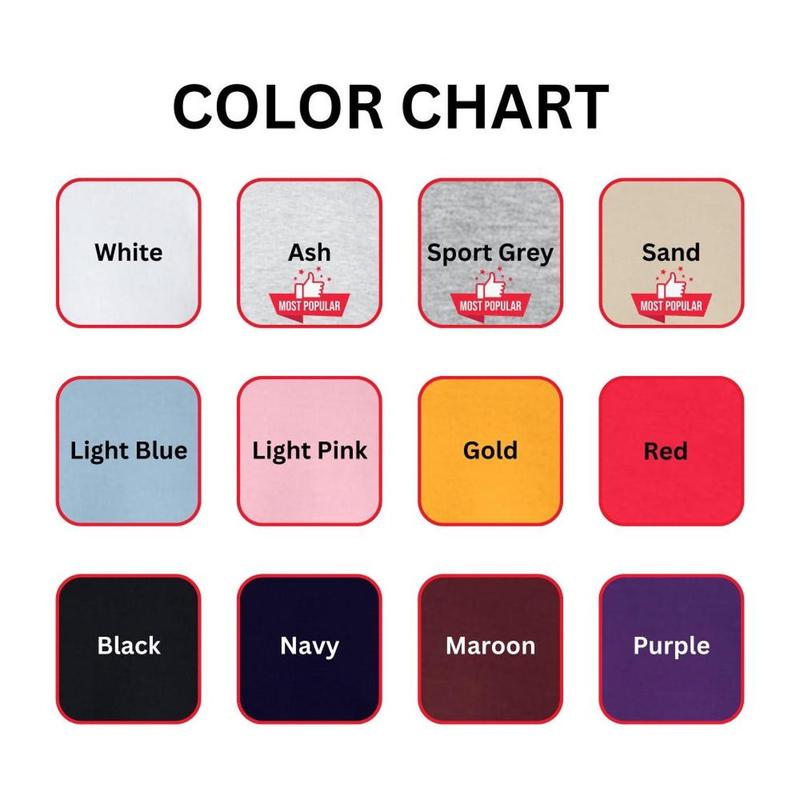 COLOR CHART
White
Ash
MOST POPULAR
Sport Grey
MOST POPULAR
Sand
MOST POPULAR
Light Blue
Light Pink
Gold
Red
Black
Navy
Maroon
Purple